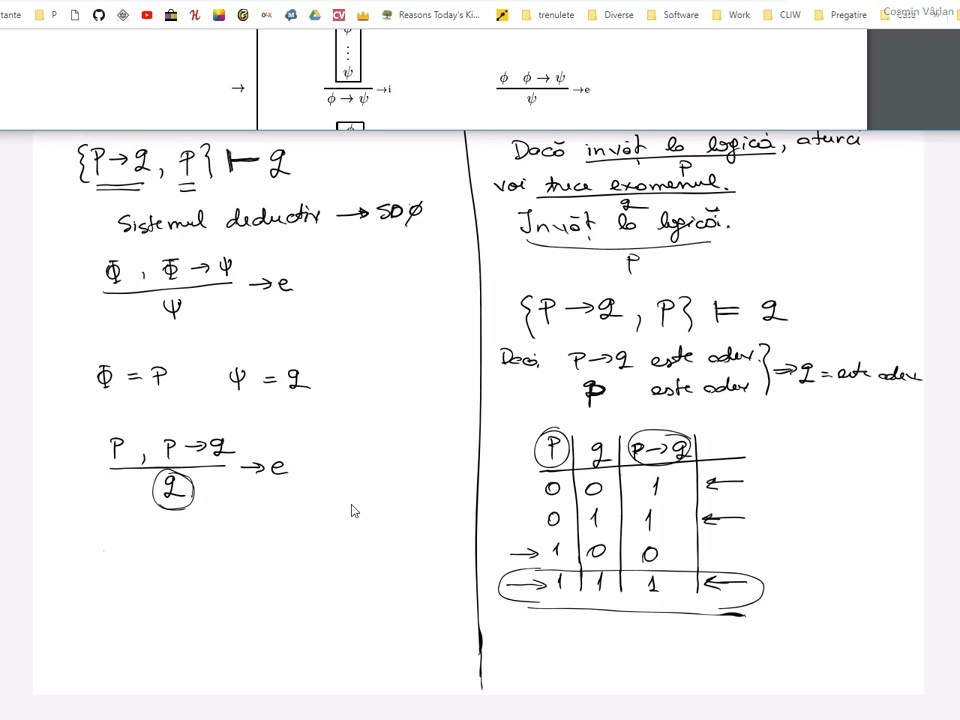 P
Reasons Today's Ki...
trenulete
Diverse
Software
Work
CLIW
Pregatire
Cosmin Vârlan
ψ
⋮
ψ
→
ϕ → ψ →i
ϕ ϕ → ψ
ψ →e
ϕ
{P→q, P} ⊢ q
Sistemul deductiv → SD∅
Φ, Φ → Ψ
Ψ → e
Φ = P Ψ = q
P, P → q
q → e
Dacă învăț la logică, atunci
P
voi trece examenul.
q
Învăț la logică.
P
{P → q, P} ⊨ q
Dacă P→q este adev.
P este adev } ⇒ q = este adev
P q P→q
0 0 1 ←
0 1 1 ←
→ 1 0 0
→ 1 1 1 ←